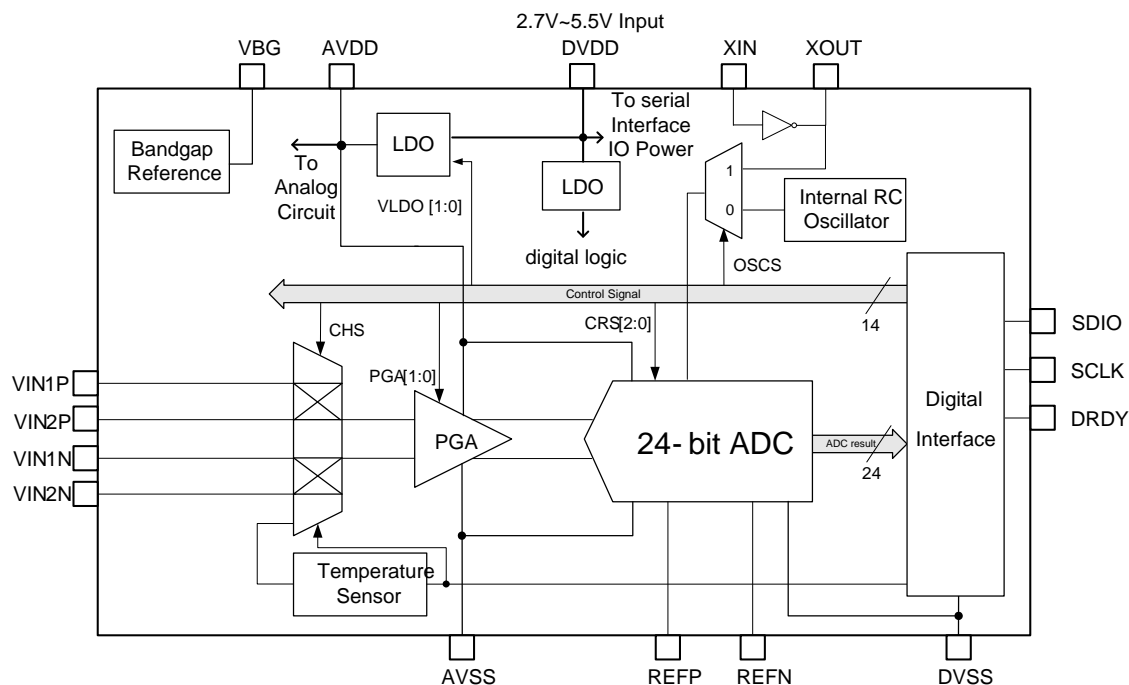 2.7V~5.5V Input
VBG
AVDD
DVDD
XIN
XOUT
To serial
Interface
IO Power
Bandgap
Reference
LDO
To
Analog
Circuit
LDO
1
0
Internal RC
Oscillator
VLDO [1:0]
digital logic
OSCS
Control Signal
14
CHS
CRS[2:0]
SDIO
VIN1P
PGA[1:0]
SCLK
VIN2P
Digital
Interface
DRDY
PGA
24- bit ADC
ADC result
24
VIN1N
VIN2N
Temperature
Sensor
AVSS
REFP
REFN
DVSS